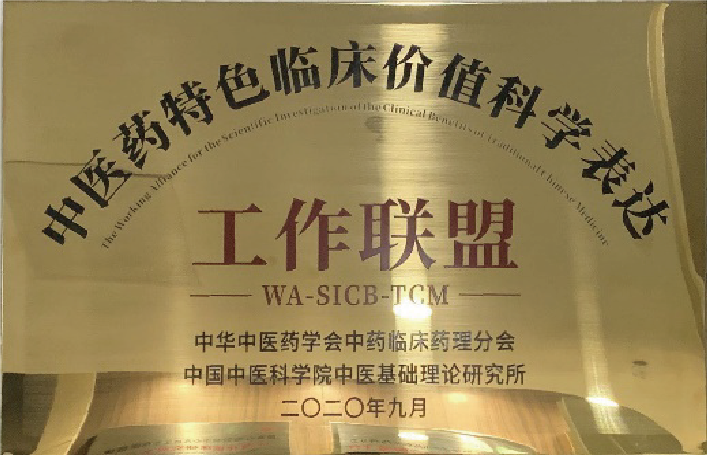 中医药特色临床价值科学表达
The Working Alliance for the Scientific Investigation of the Clinical Benefits of Traditional Chinese Medicine
工作联盟
WA-SICB-TCM
中华中医药学会中药临床药理分会
中国中医科学院中医基础理论研究所
二〇二〇年九月